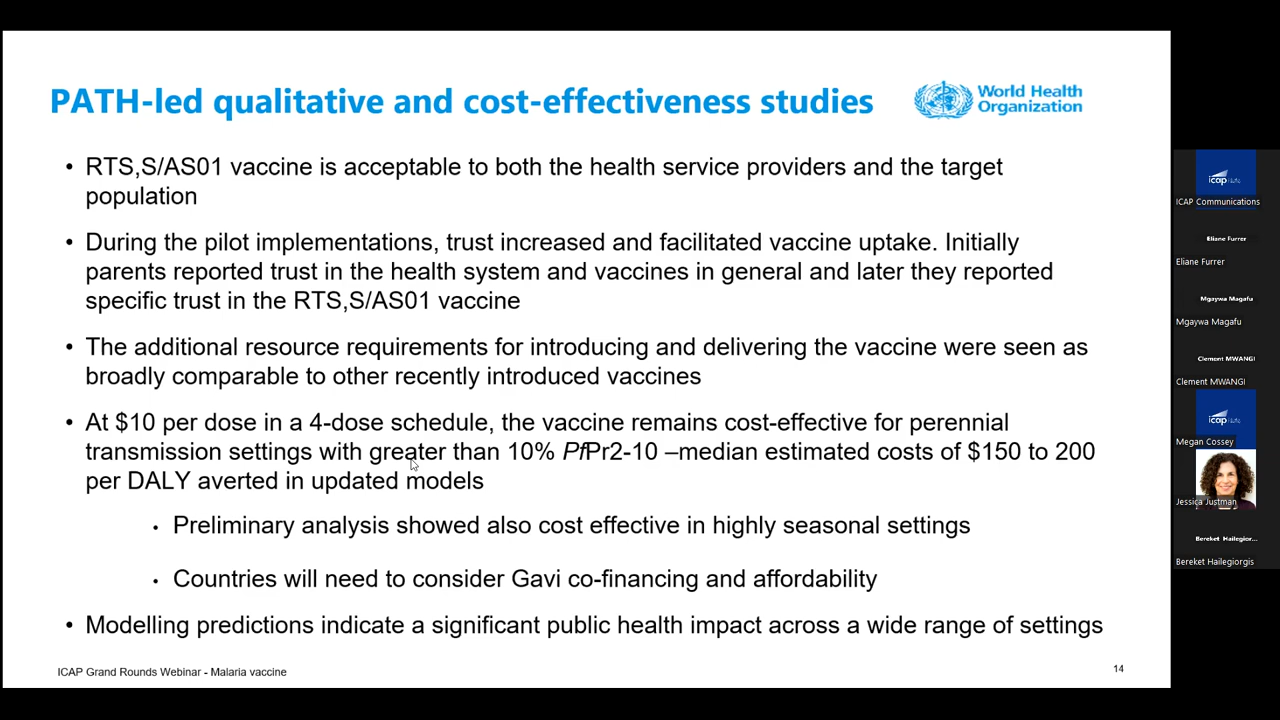 PATH-led qualitative and cost-effectiveness studies
World Health
Organization
• RTS,S/AS01 vaccine is acceptable to both the health service providers and the target
population
• During the pilot implementations, trust increased and facilitated vaccine uptake. Initially
parents reported trust in the health system and vaccines in general and later they reported
specific trust in the RTS,S/AS01 vaccine
• The additional resource requirements for introducing and delivering the vaccine were seen as
broadly comparable to other recently introduced vaccines
• At $10 per dose in a 4-dose schedule, the vaccine remains cost-effective for perennial
transmission settings with greater than 10% PfPr2-10 –median estimated costs of $150 to 200
per DALY averted in updated models
• Preliminary analysis showed also cost effective in highly seasonal settings
• Countries will need to consider Gavi co-financing and affordability
• Modelling predictions indicate a significant public health impact across a wide range of settings
ICAP Grand Rounds Webinar - Malaria vaccine
14
icap
ICAP Communications
Eliane Furrer
Eliane Furrer
Mgaywa Magafu
Mgaywa Magafu
Clement MWANGI
Clement MWANGI
icap
Megan Cossey
Jessica Justman
Bereket Hailegior...
Bereket Hailegiorgis